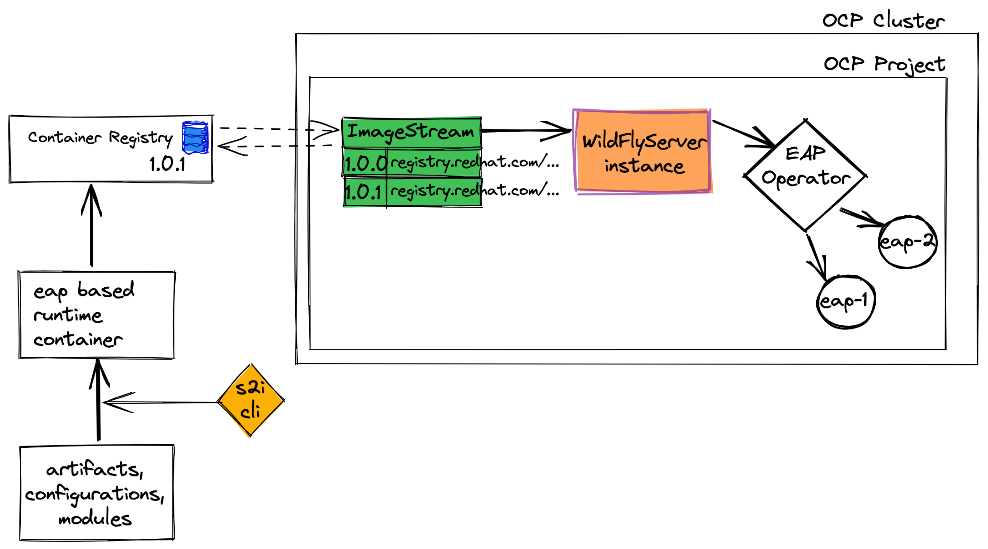 OCP Cluster
OCP Project
Container Registry
1.0.1
ImageStream
1.0.0 registry.redhat.com/...
1.0.1 registry.redhat.com/...
WildFlyServer
instance
EAP
Operator
eap-2
eap-1
eap based
runtime
container
s2i
cli
artifacts,
configurations,
modules